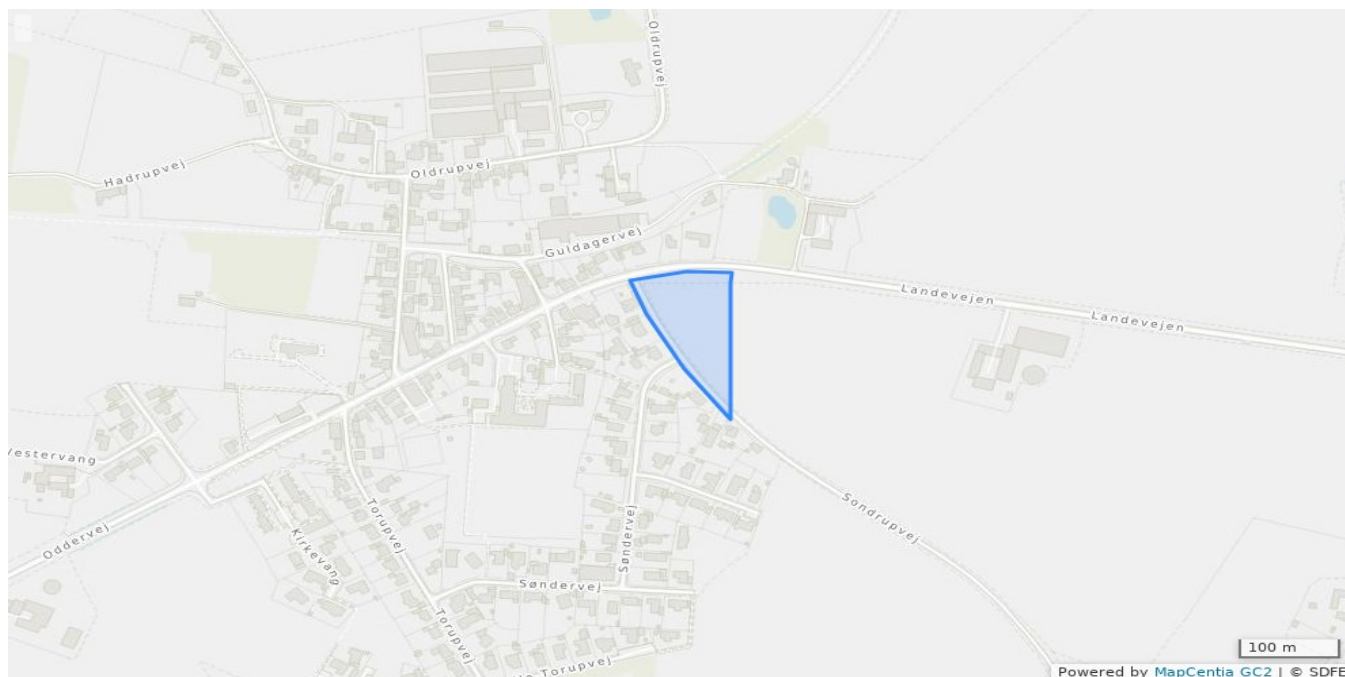 Oldrupvej
Hadrupvej
Oldrupvej
Guldagervej
Landevejen
Landevejen
Vestervang
Oddervej
Kirkevang
Torupvej
Søndervej
Søndervej
Sondrupvej
Torupvej
Torupvej
100 m
Powered by MapCentia GC2 | © SDFE